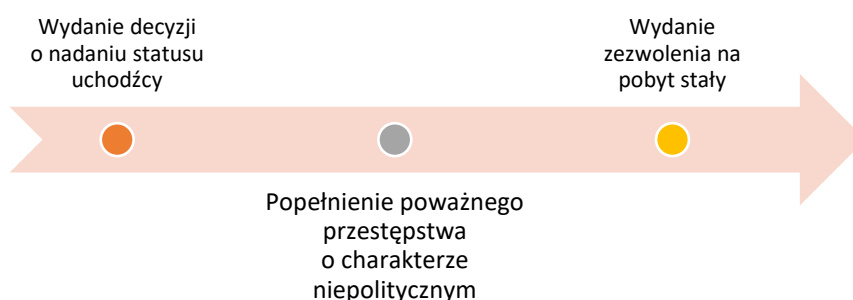 Wydanie decyzji
o nadaniu statusu
uchodźcy
Wydanie
zezwolenia na
pobyt stały
Popełnienie poważnego
przestępstwa
o charakterze
niepolitycznym